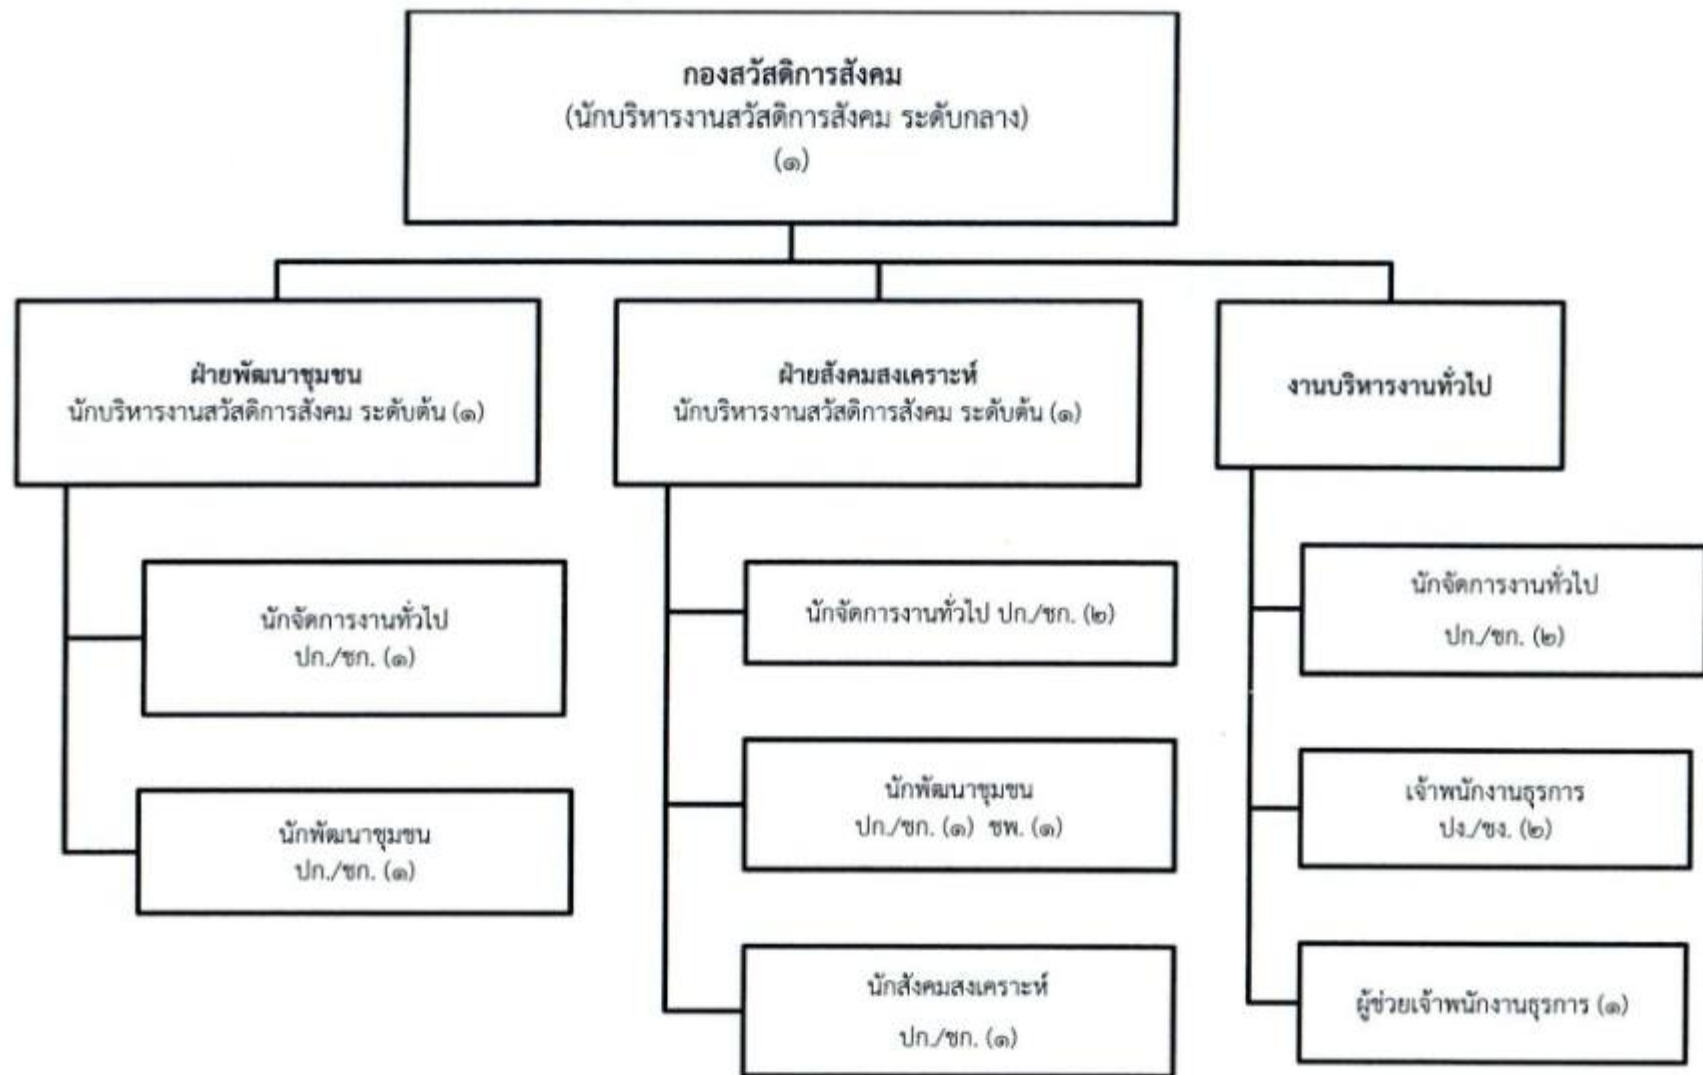 กองสวัสดิการสังคม
(นักบริหารงานสวัสดิการสังคม ระดับกลาง)
(๑)
ฝ่ายพัฒนาชุมชน
นักบริหารงานสวัสดิการสังคม ระดับต้น (๑)
นักจัดการงานทั่วไป
ปก./ชก. (๑)
นักพัฒนาชุมชน
ปก./ชก. (๑)
ฝ่ายสังคมสงเคราะห์
นักบริหารงานสวัสดิการสังคม ระดับต้น (๑)
นักจัดการงานทั่วไป ปก./ชก. (๒)
นักพัฒนาชุมชน
ปก./ชก. (๑) ชพ. (๑)
นักสังคมสงเคราะห์
ปก./ชก. (๑)
งานบริหารงานทั่วไป
นักจัดการงานทั่วไป
ปก./ชก. (๒)
เจ้าพนักงานธุรการ
ปง./ชง. (๒)
ผู้ช่วยเจ้าพนักงานธุรการ (๑)